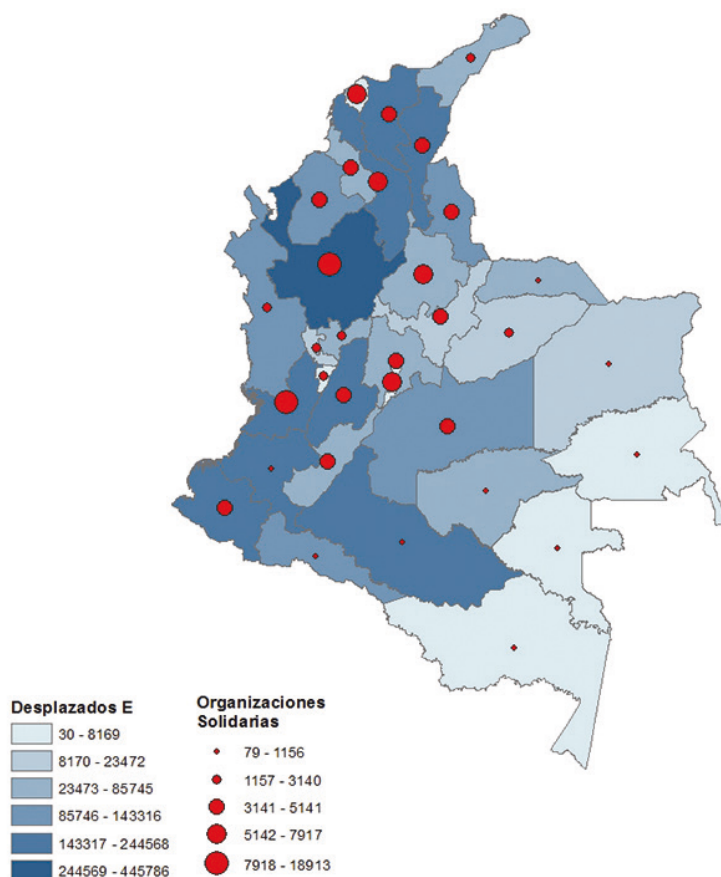 Desplazados E
30 - 8169
8170 - 23472
23473 - 85745
85746 - 143316
143317 - 244568
244569 - 445786
Organizaciones
Solidarias
79 - 1156
1157 - 3140
3141 - 5141
5142 - 7917
7918 - 18913